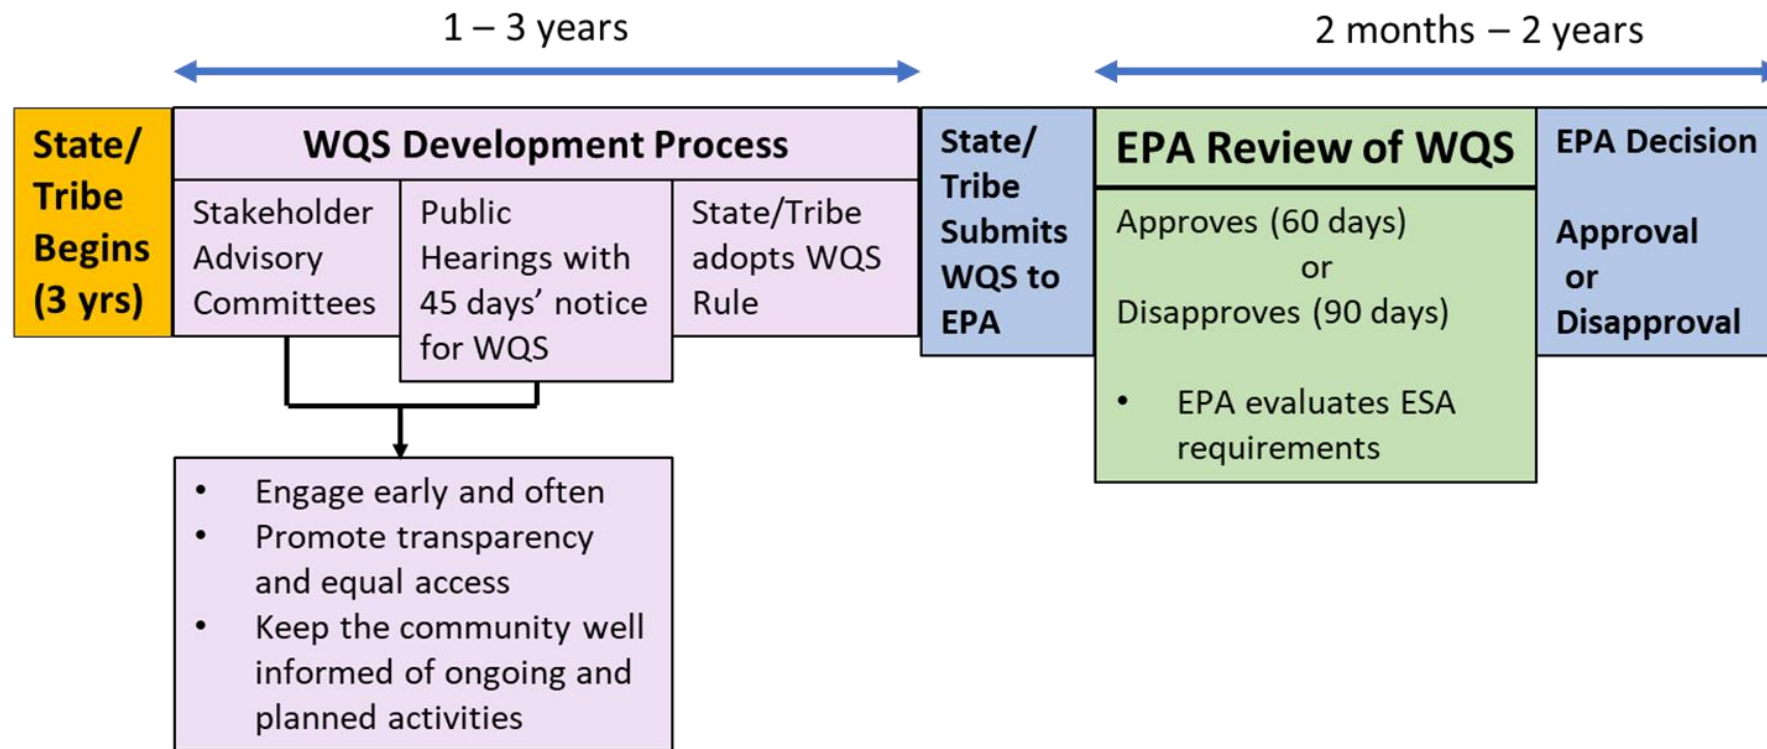 1 – 3 years
2 months – 2 years
State/
Tribe
Begins
(3 yrs)
WQS Development Process
Stakeholder
Advisory
Committees
Public
Hearings with
45 days’ notice
for WQS
State/Tribe
adopts WQS
Rule
State/
Tribe
Submits
WQS to
EPA
EPA Review of WQS
Approves (60 days)
or
Disapproves (90 days)
• EPA evaluates ESA
requirements
EPA Decision
Approval
or
Disapproval
• Engage early and often
• Promote transparency
and equal access
• Keep the community well
informed of ongoing and
planned activities